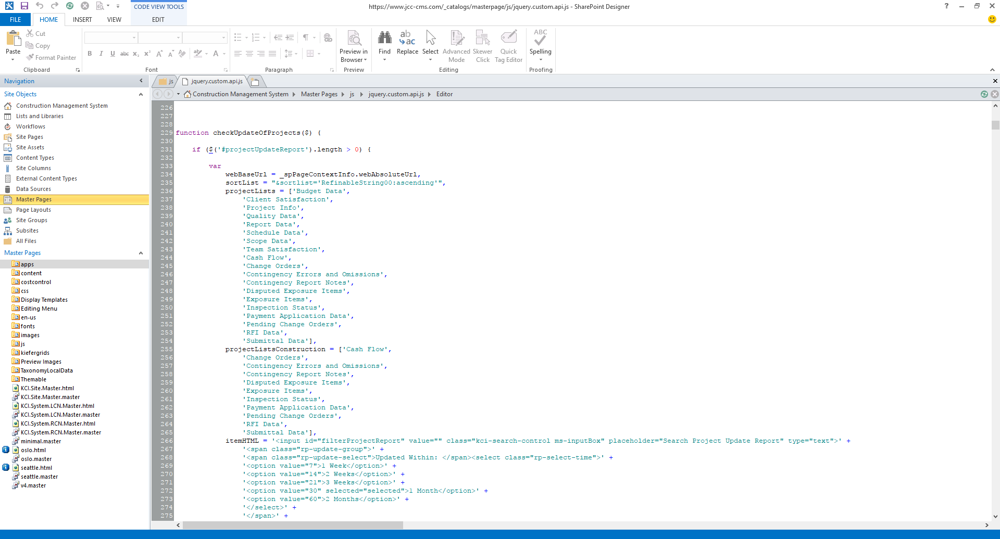 CODE VIEW TOOLS
https://www.jcc-cms.com/_catalogs/masterpage/js/jquery.custom.api.js - SharePoint Designer
FILE
HOME
INSERT
VIEW
EDIT
Paste
Cut
Copy
Format Painter
Clipboard
Font
Paragraph
Preview in
Browser
Preview
Find
Replace
Select
Advanced
Mode
Skewer
Click
Quick
Tag Editor
Editing
ABC
Spelling
Proofing
Navigation
Site Objects
Construction Management System
Lists and Libraries
Workflows
Site Pages
Site Assets
Content Types
Site Columns
External Content Types
Data Sources
Master Pages
Page Layouts
Site Groups
Subsites
All Files
Master Pages
apps
content
costcontrol
css
Display Templates
Editing Menu
en-us
fonts
images
js
kiefergrids
Preview Images
TaxonomyLocalData
Themable
KCI.Site.Master.html
KCI.Site.Master.master
KCI.System.LCN.Master.html
KCI.System.LCN.Master.master
KCI.System.RCN.Master.html
KCI.System.RCN.Master.master
minimal.master
oslo.html
oslo.master
seattle.html
seattle.master
v4.master
js
jquery.custom.api.js
Construction Management System Master Pages js jquery.custom.api.js Editor
226
227
228
229 function checkUpdateOfProjects($) {
230
231 if ($('#projectUpdateReport').length > 0) {
232
233 var
234 webBaseUrl = _spPageContextInfo.webAbsoluteUrl,
235 sortList = "&sortlist='RefinableString00:ascending'",
236 projectLists = ['Budget Data',
237 'Client Satisfaction',
238 'Project Info',
239 'Quality Data',
240 'Report Data',
241 'Schedule Data',
242 'Scope Data',
243 'Team Satisfaction',
244 'Cash Flow',
245 'Change Orders',
246 'Contingency Errors and Omissions',
247 'Contingency Report Notes',
248 'Disputed Exposure Items',
249 'Exposure Items',
250 'Inspection Status',
251 'Payment Application Data',
252 'Pending Change Orders',
253 'RFI Data',
254 'Submittal Data'],
255 projectListsConstruction = ['Cash Flow',
256 'Change Orders',
257 'Contingency Errors and Omissions',
258 'Contingency Report Notes',
259 'Disputed Exposure Items',
260 'Exposure Items',
261 'Inspection Status',
262 'Payment Application Data',
263 'Pending Change Orders',
264 'RFI Data',
265 'Submittal Data'],
266 itemHTML = '<input id="filterProjectReport" value="" class="kci-search-control ms-inputBox" placeholder="Search Project Update Report" type="text">' +
267 '<span class="rp-update-group">' +
268 '<span class="rp-update-select">Updated Within: </span><select class="rp-select-time">' +
269 '<option value="7">1 Week</option>' +
270 '<option value="14">2 Weeks</option>' +
271 '<option value="21">3 Weeks</option>' +
272 '<option value="30" selected="selected">1 Month</option>' +
273 '<option value="60">2 Months</option>' +
274 '</select>' +
275 '</span>' +